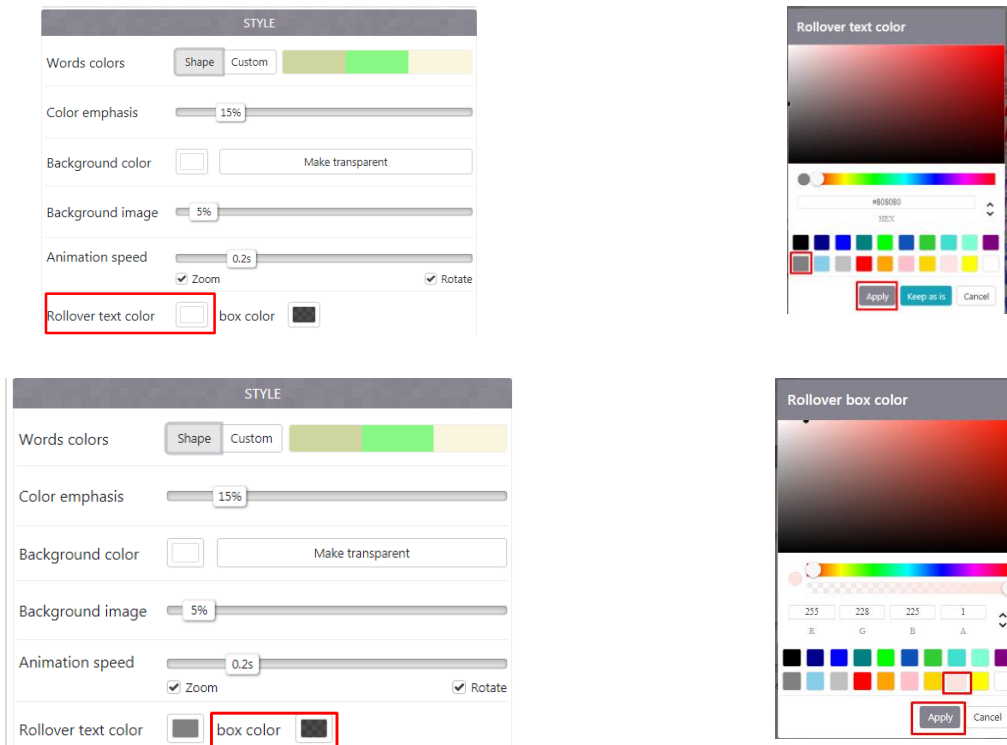 STYLE
Words colors Shape Custom
Color emphasis 15%
Background color Make transparent
Background image 5%
Animation speed 0.2s
Zoom Rotate
Rollover text color box color
Rollover text color
#808080
HEX
Apply Keep as is Cancel
STYLE
Words colors Shape Custom
Color emphasis 15%
Background color Make transparent
Background image 5%
Animation speed 0.2s
Zoom Rotate
Rollover text color box color
Rollover box color
255 228 225 1
R G B A
Apply Cancel